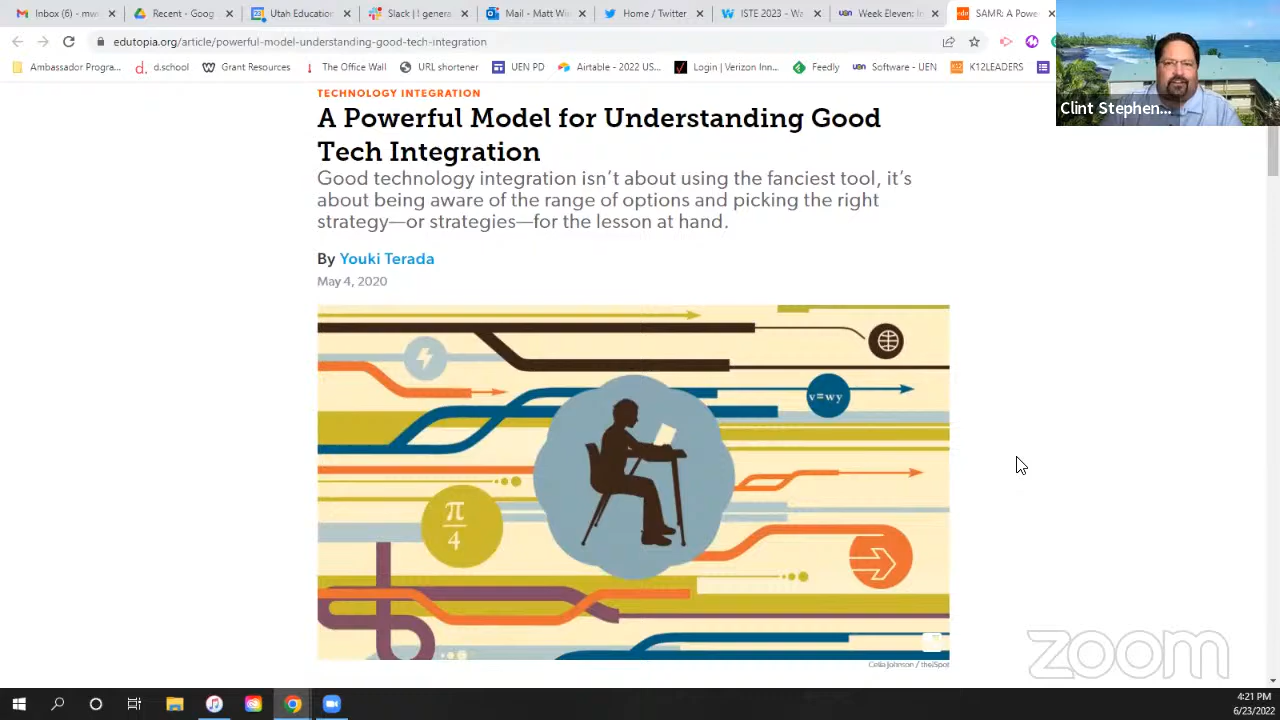 Inbox (6) - mw
Recent - Goog
Utah Education
Slack | ! general
Mail - Matt Win
Home / Twitter
ISTE 2023 - W
Week Eleven: In
SAMR: A Powe
edutopia.org/article/powerful-model-understanding-good-tech-integration
Ambassador Progra...
d.school
Grant Resources
The Office Wall
URL shortener
UEN PD
Airtable - 2022 US...
Login | Verizon Inn...
Feedly
Software - UEN
K12LEADERS
Clint Stephen...
TECHNOLOGY INTEGRATION
A Powerful Model for Understanding Good
Tech Integration
Good technology integration isn't about using the fanciest tool, it's
about being aware of the range of options and picking the right
strategy—or strategies—for the lesson at hand.
By Youki Terada
May 4, 2020
v=wy
π
4
Celia Johnson / theiSpot
zoom
4:21 PM
6/23/2022